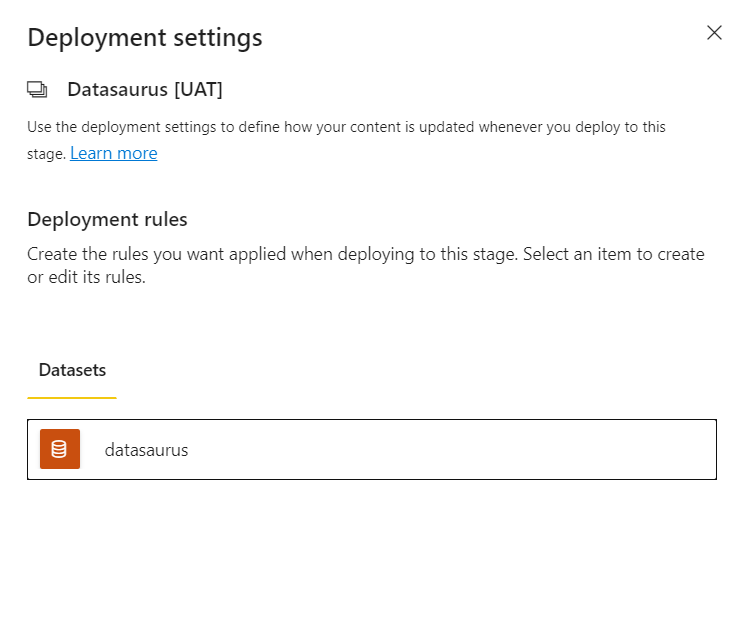 Deployment settings
Datasaurus [UAT]
Use the deployment settings to define how your content is updated whenever you deploy to this
stage. Learn more
Deployment rules
Create the rules you want applied when deploying to this stage. Select an item to create
or edit its rules.
Datasets
datasaurus